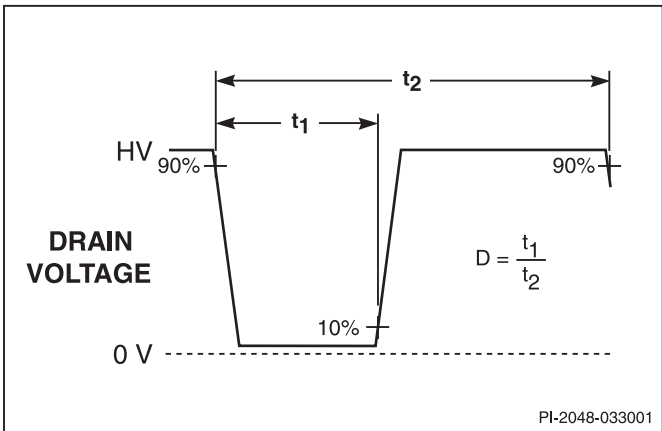 t2
t1
HV
90%
90%
DRAIN
VOLTAGE
D = t1/t2
10%
0 V
PI-2048-033001